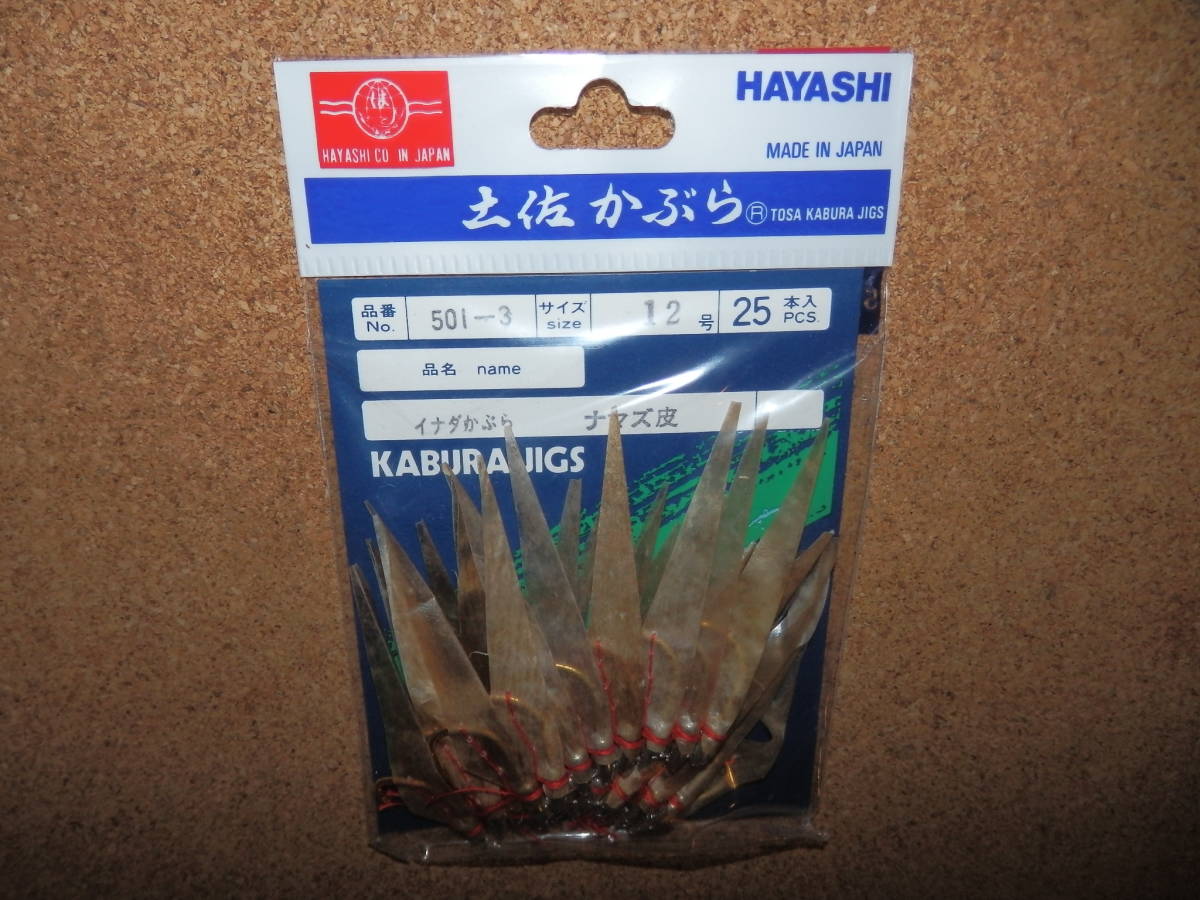 HAYASHI CO IN JAPAN
HAYASHI
MADE IN JAPAN
土佐かぶら Ⓡ TOSA KABURA JIGS
品番 No. 501-3 サイズ size 12号 25 本入 PCS.
品名 name
イナダかぶら ナマズ皮
KABURA JIGS